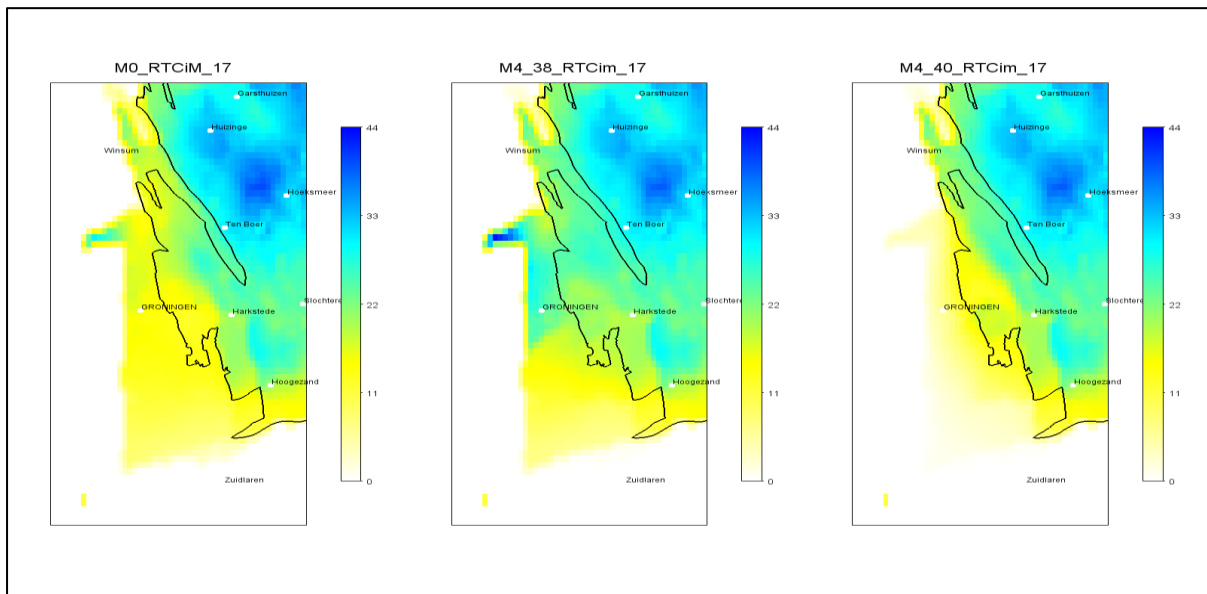 M0_RTCiM_17
Garsthuizen
Huizinge
Winsum
Hoeksmeer
Ten Boer
GRONINGEN
Slochtere
Harkstede
Hoogezand
Zuidlaren
44
33
22
11
0
M4_38_RTCim_17
Garsthuizen
Huizinge
Winsum
Hoeksmeer
Ten Boer
GRONINGEN
Slochtere
Harkstede
Hoogezand
Zuidlaren
44
33
22
11
0
M4_40_RTCim_17
Garsthuizen
Huizinge
Winsum
Hoeksmeer
Ten Boer
GRONINGEN
Slochtere
Harkstede
Hoogezand
Zuidlaren
44
33
22
11
0